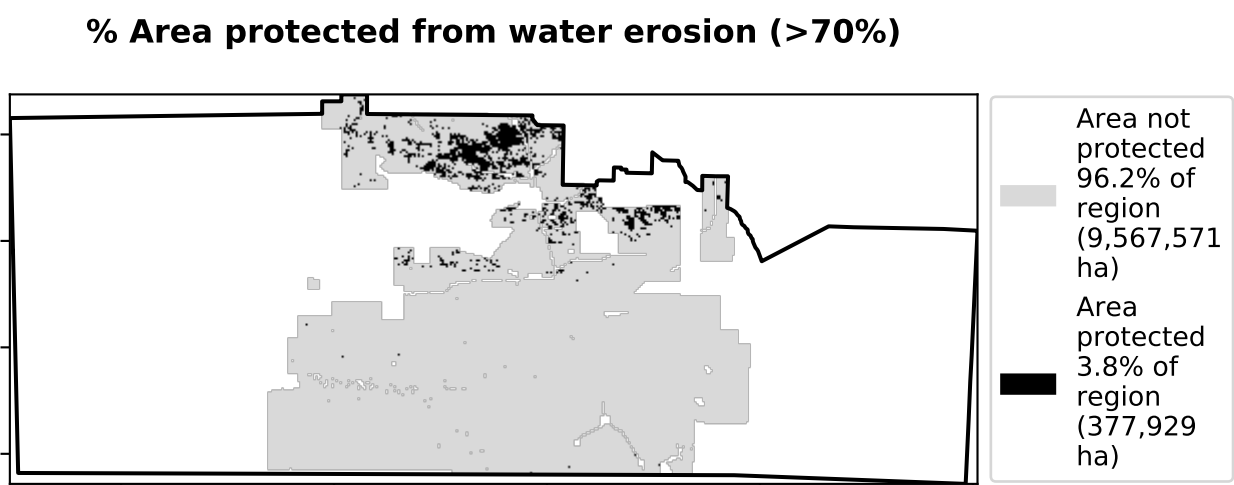 % Area protected from water erosion (>70%)
Area not
protected
96.2% of
region
(9,567,571
ha)
Area
protected
3.8% of
region
(377,929
ha)